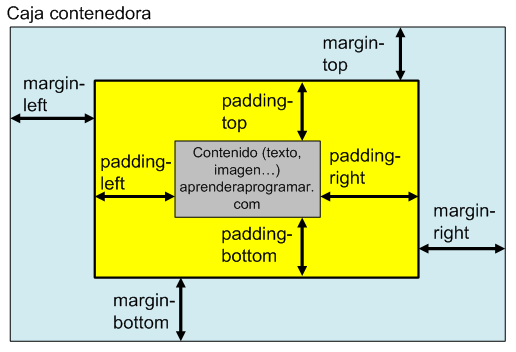 Caja contenedora
margin-
top
margin-
left
padding-
top
padding-
left
Contenido (texto,
imagen…)
aprenderaprogramar.
com
padding-
right
margin-
right
padding-
bottom
margin-
bottom